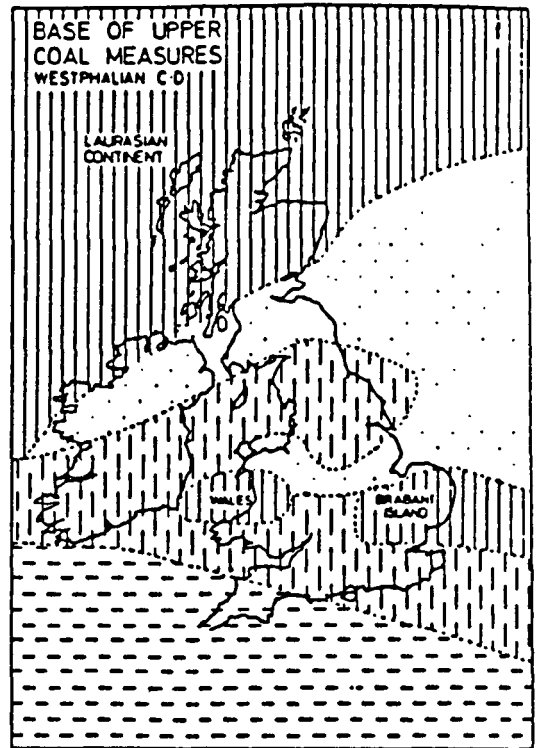 BASE OF UPPER
COAL MEASURES
WESTPHALIAN C-D
LAURASIAN
CONTINENT
WALES
BRABANT
ISLAND